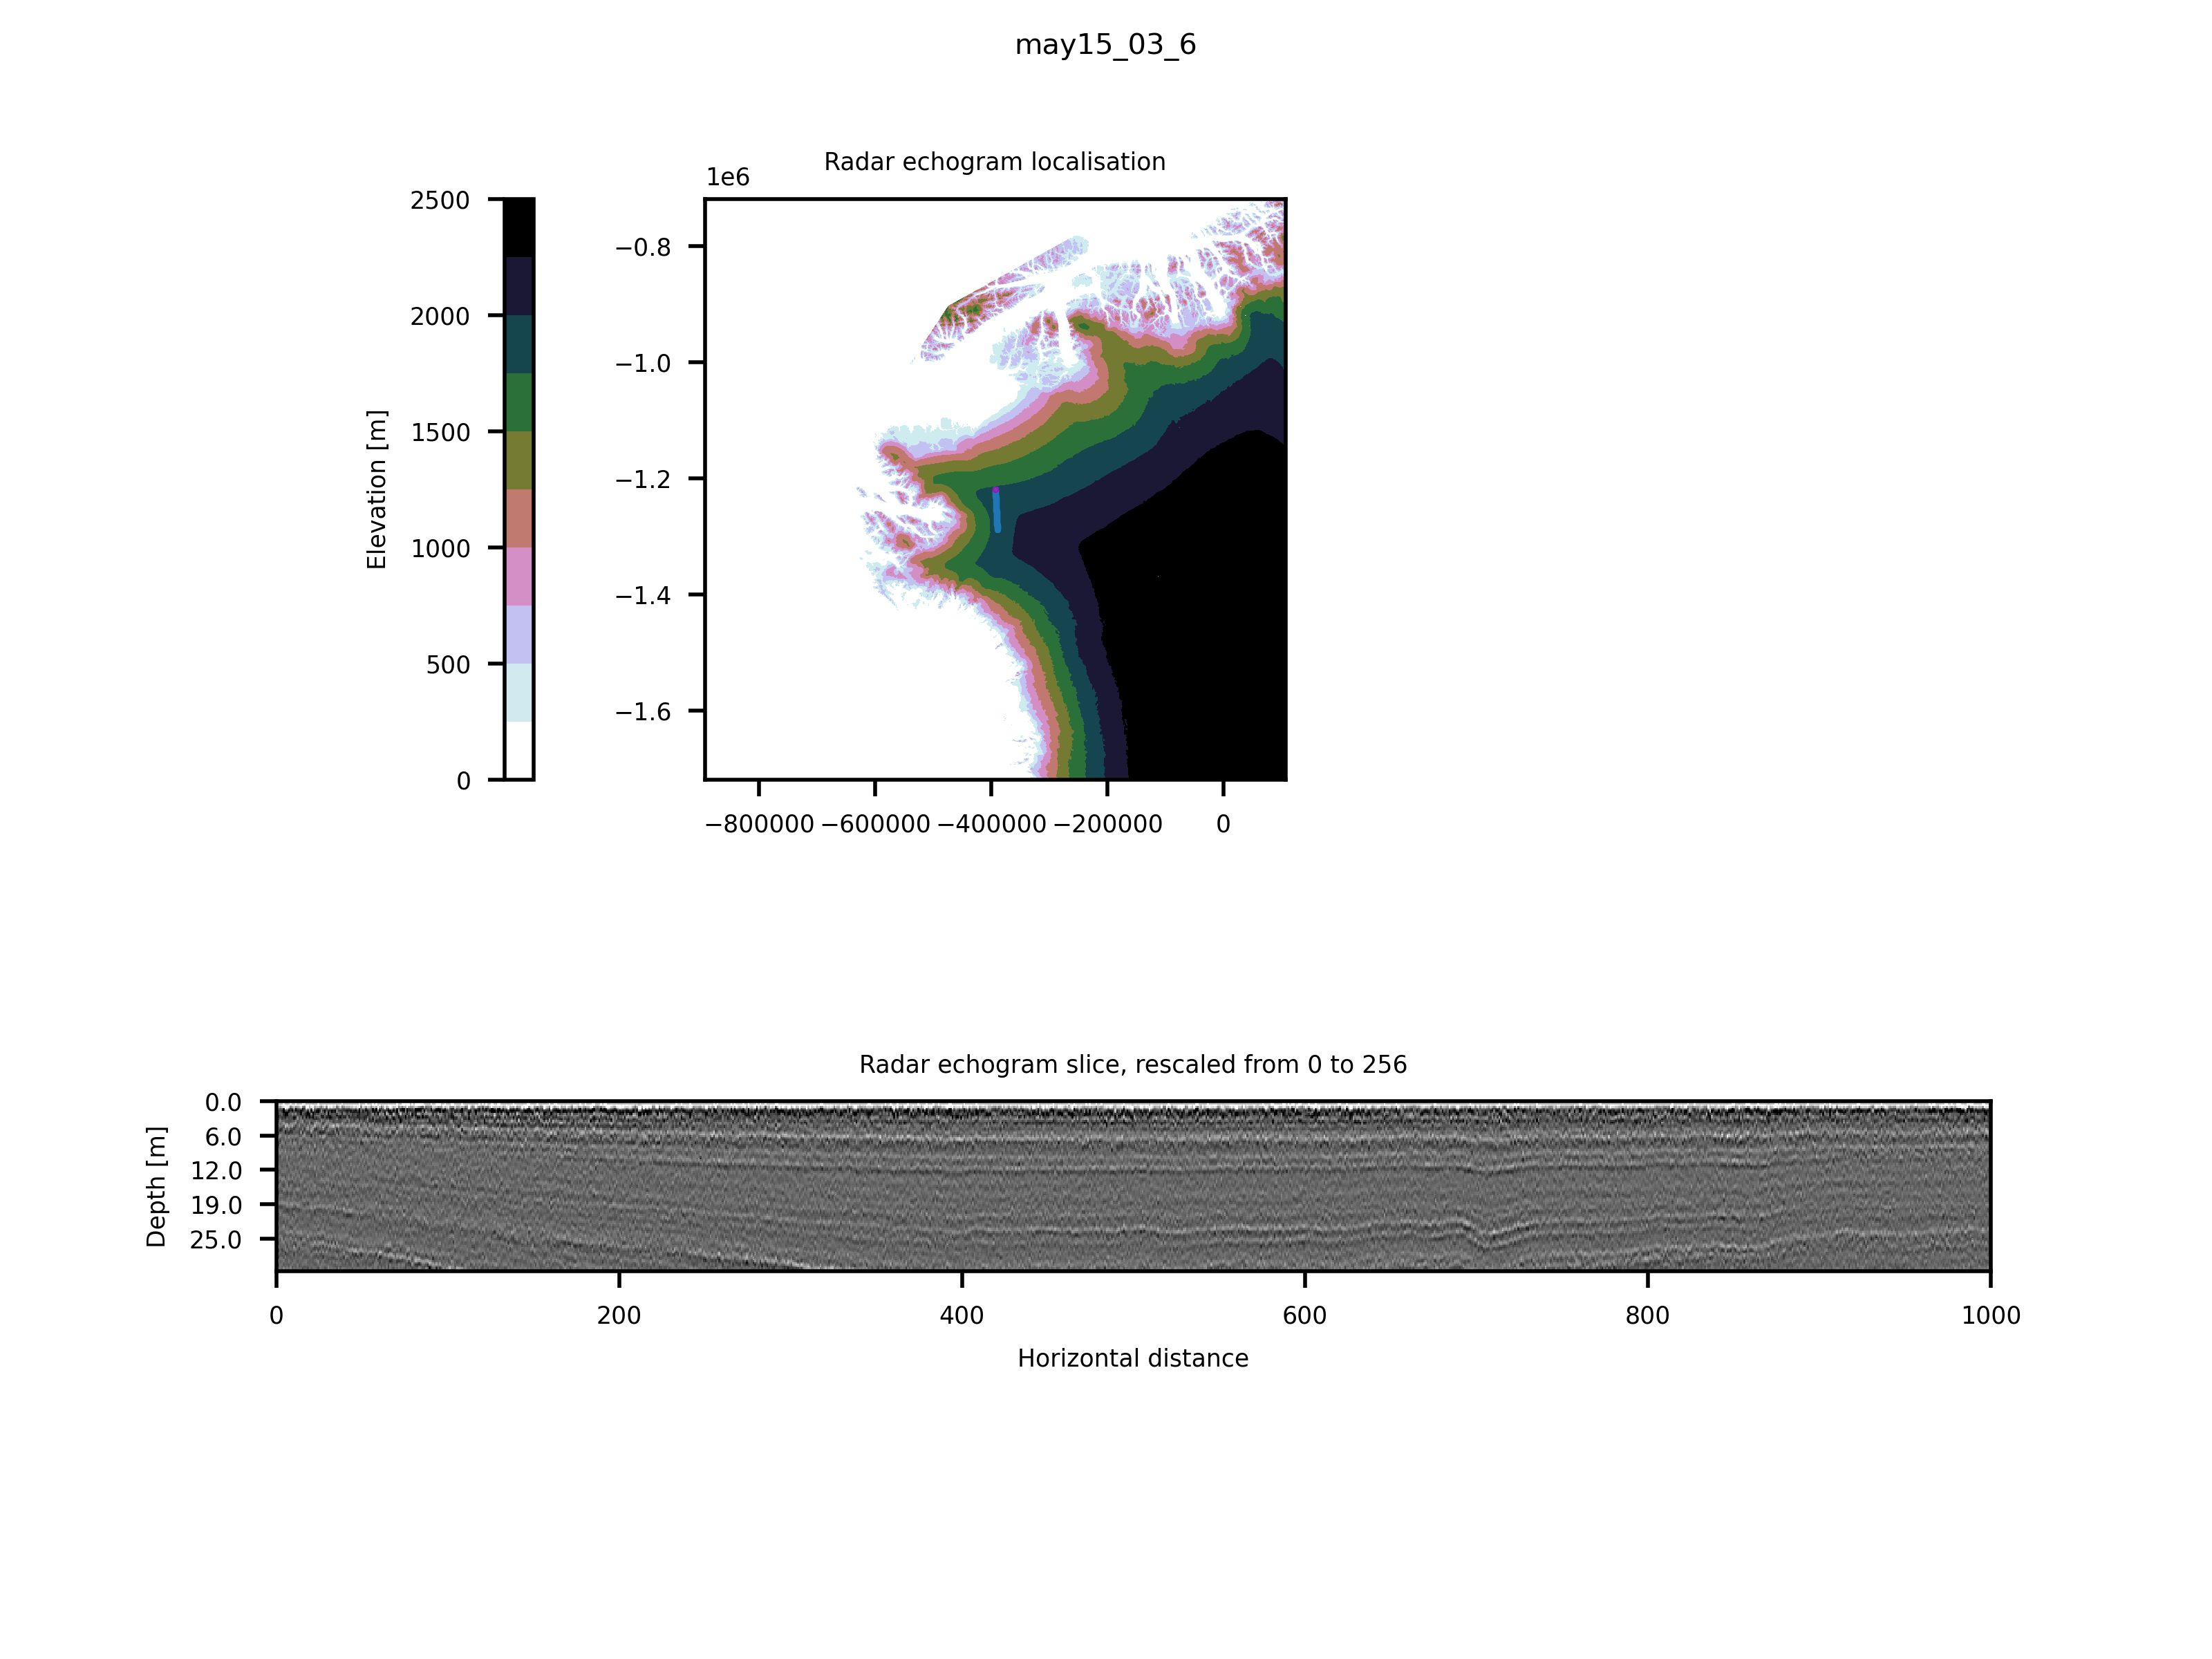 may15_03_6
Radar echogram localisation
1e6
2500
2000
1500
1000
500
0
Elevation [m]
−0.8
−1.0
−1.2
−1.4
−1.6
−800000 −600000 −400000 −200000 0
Radar echogram slice, rescaled from 0 to 256
0.0
6.0
12.0
19.0
25.0
Depth [m]
0 200 400 600 800 1000
Horizontal distance